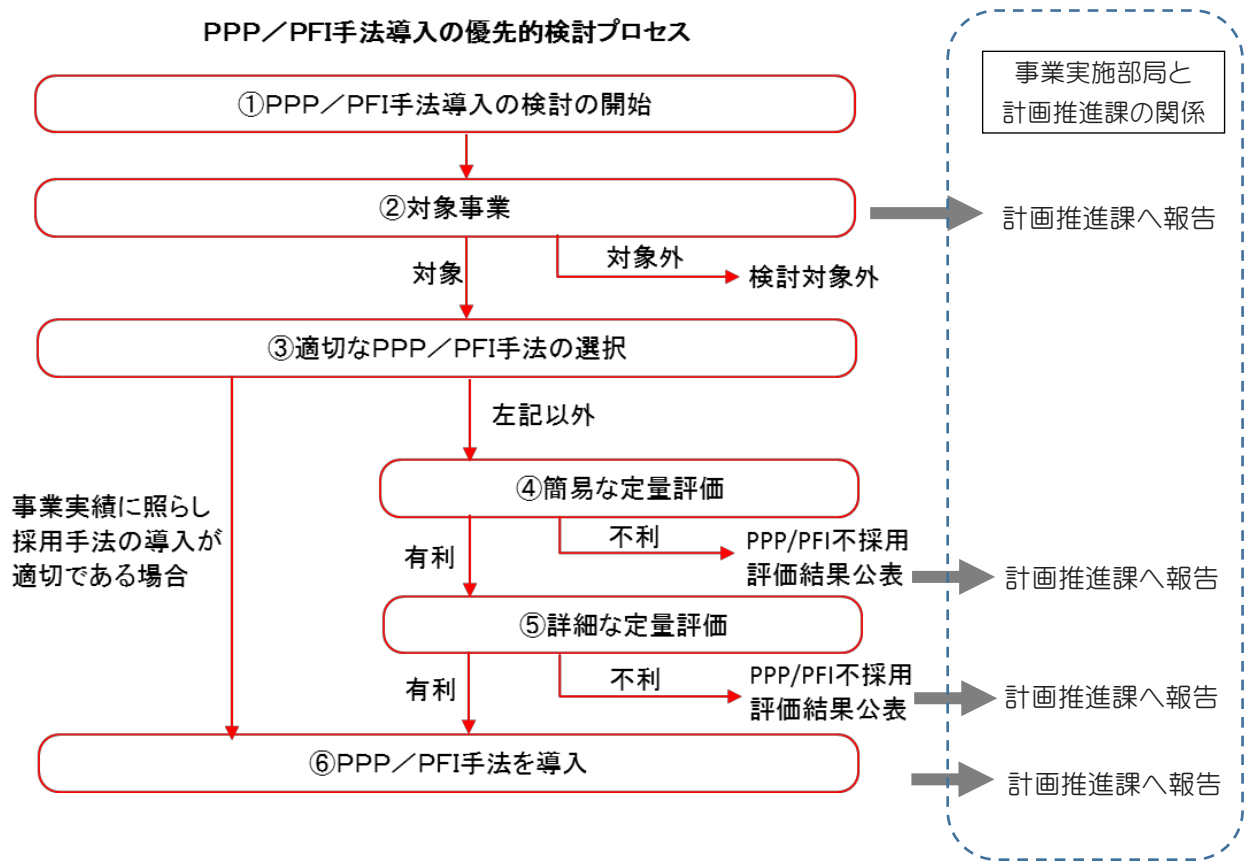 PPP／PFI手法導入の優先的検討プロセス
事業実施部局と
計画推進課の関係
①PPP／PFI手法導入の検討の開始
②対象事業
計画推進課へ報告
対象
対象外
検討対象外
③適切なPPP／PFI手法の選択
左記以外
事業実績に照らし
採用手法の導入が
適切である場合
④簡易な定量評価
有利
不利
PPP/PFI不採用
評価結果公表
計画推進課へ報告
⑤詳細な定量評価
有利
不利
PPP/PFI不採用
評価結果公表
計画推進課へ報告
⑥PPP／PFI手法を導入
計画推進課へ報告